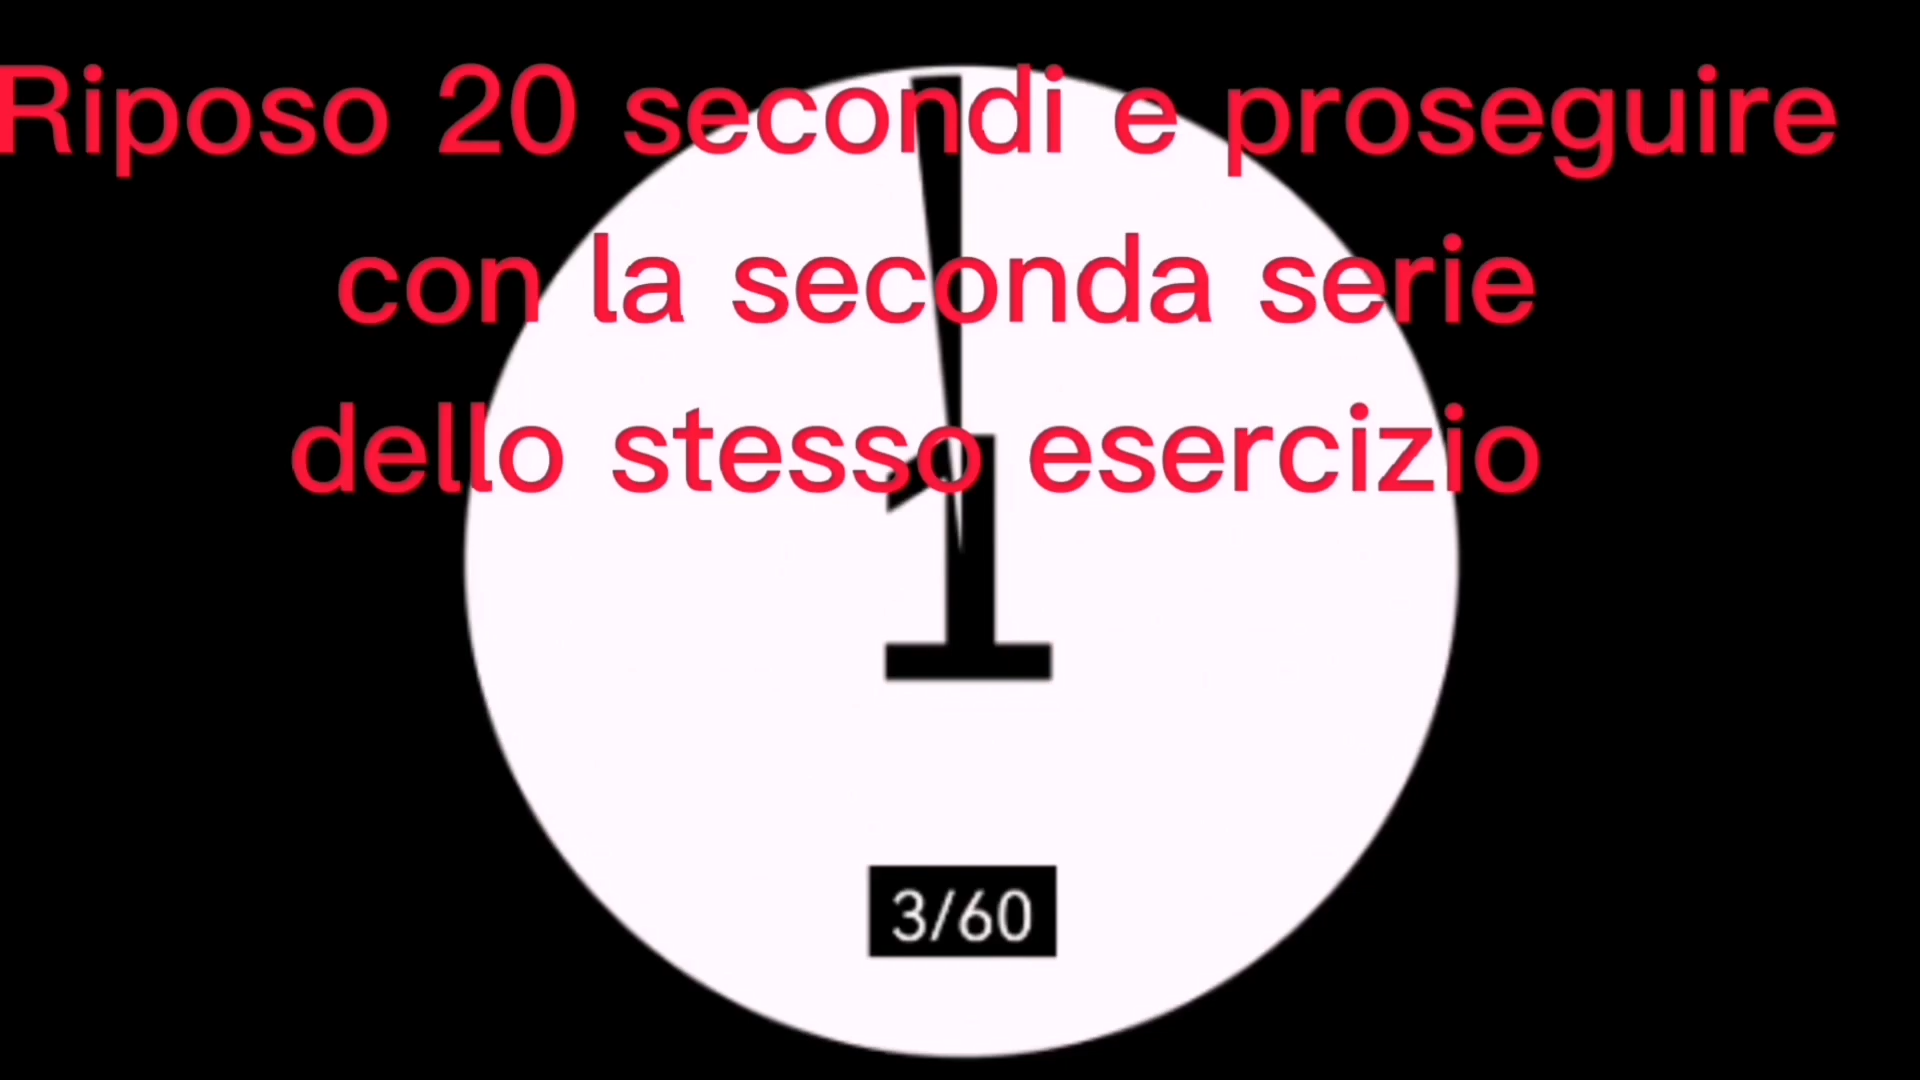 Riposo 20 secondi e proseguire
con la seconda serie
dello stesso esercizio
1
3/60